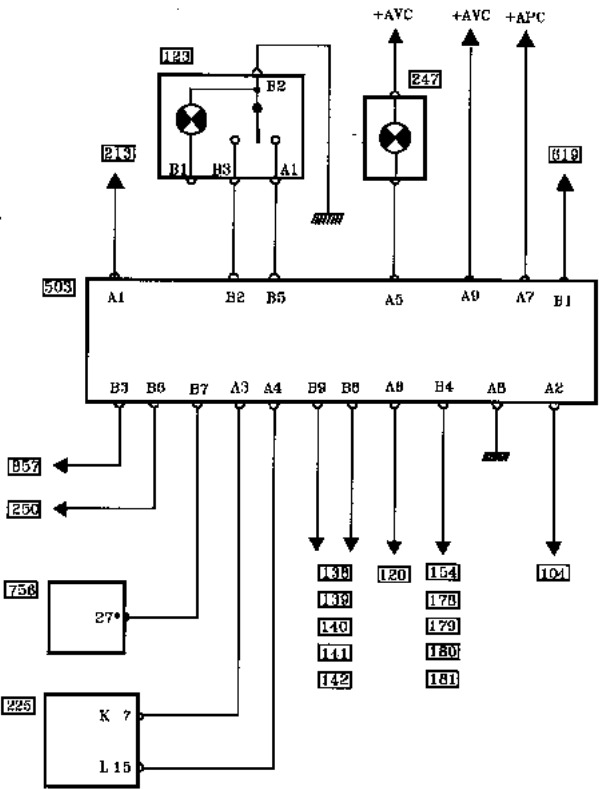 +AVC +AVC +APC
123 247
B2
213 B1 B3 A1 619
503 A1 B2 B5 A5 A9 A7 B1
B3 B6 B7 A3 A4 B9 B8 A8 B4 A2
857
250
138 120 154 104
756 139 178
27 140 179
141 180
225 142 181
K 7
L 15